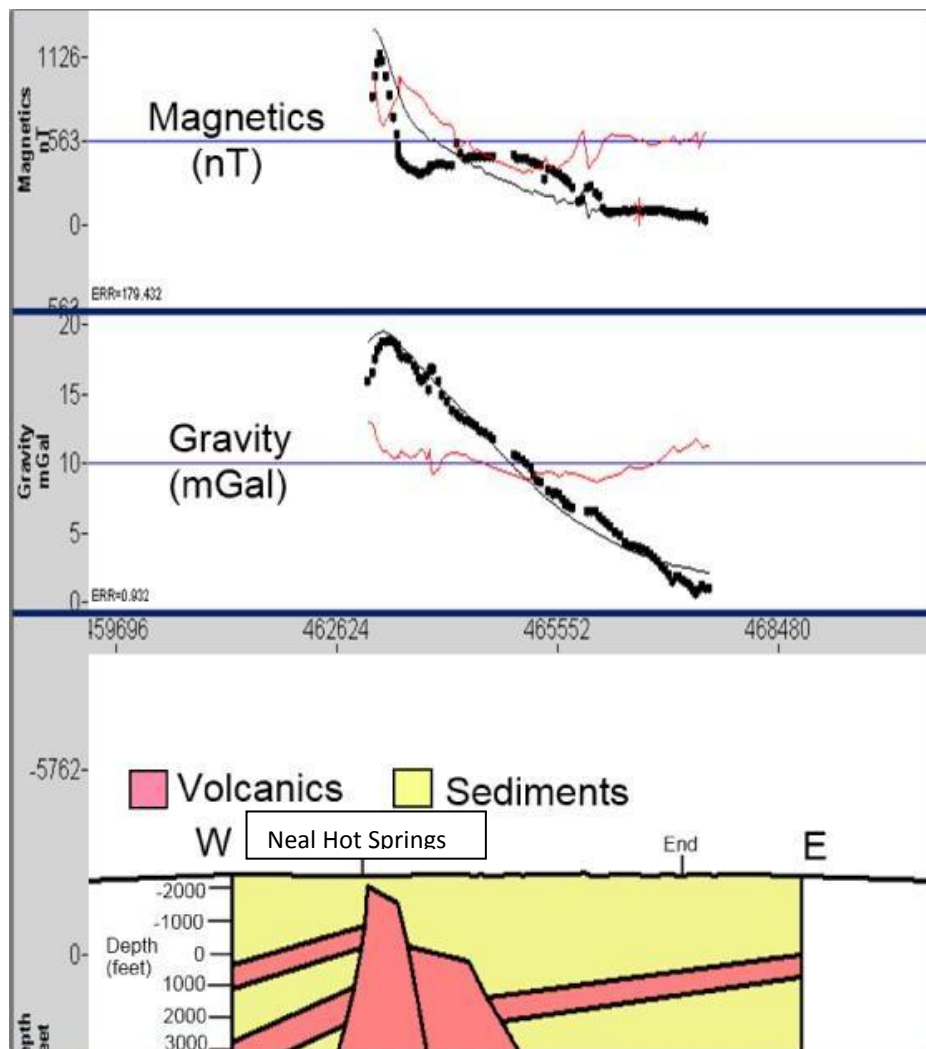 1126-
Magnetics
nT
Magnetics
(nT)
563
0-
ERR=179.432
563
20-
15-
Gravity
mGal
Gravity
(mGal)
10
5-
0-
ERR=0.932
459696
462624
465552
468480
-5762-
Volcanics
Sediments
W
Neal Hot Springs
End
E
-2000
-1000
Depth
(feet)
0
1000
2000
3000
0-